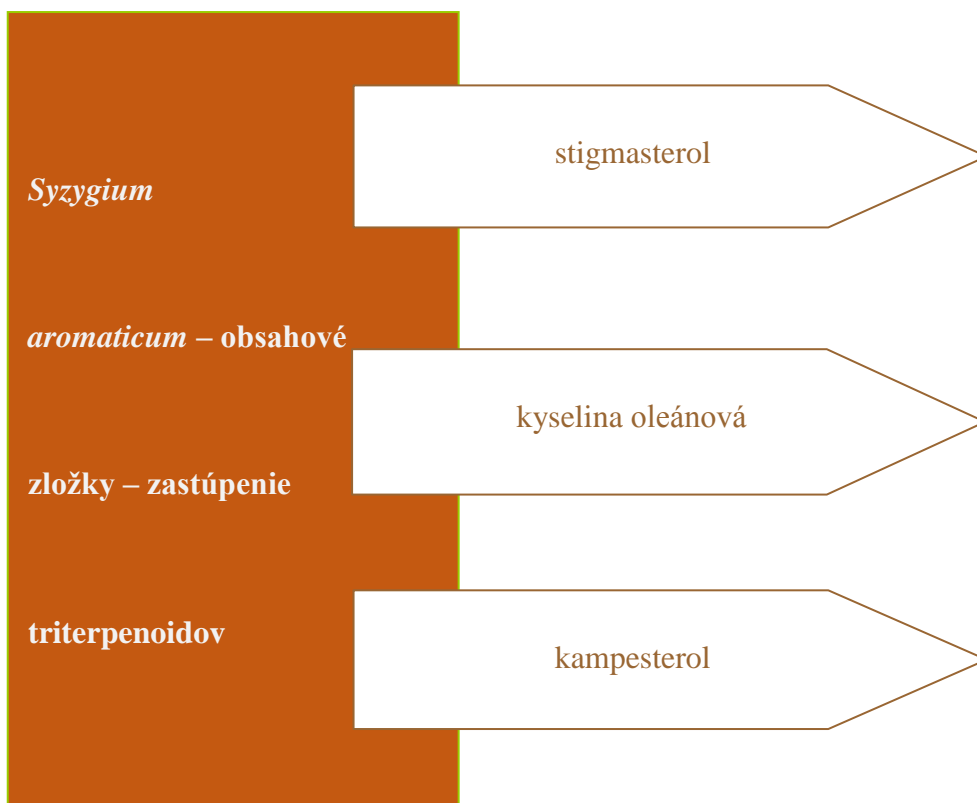 Syzygium
aromaticum – obsahové
zložky – zastúpenie
triterpenoidov
stigmasterol
kyselina oleánová
kampesterol